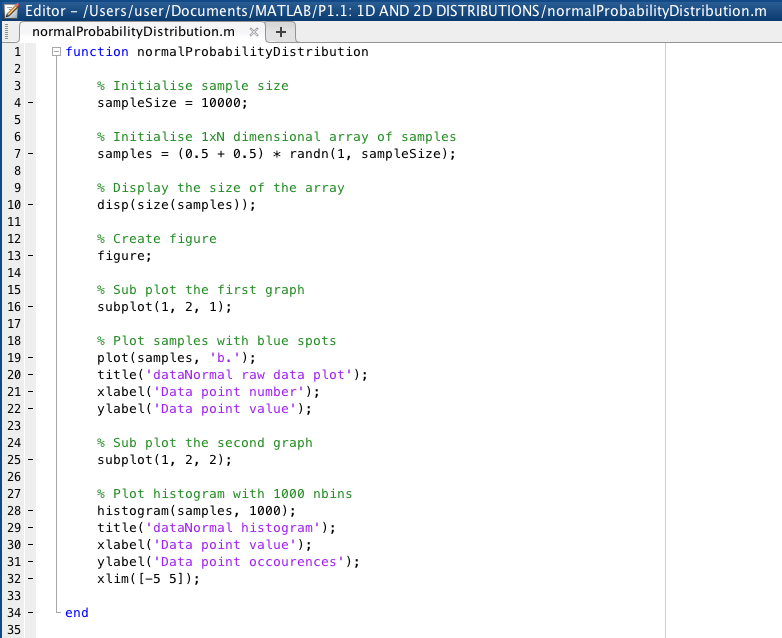 Editor – /Users/user/Documents/MATLAB/P1.1: 1D AND 2D DISTRIBUTIONS/normalProbabilityDistribution.m
normalProbabilityDistribution.m × +
1 function normalProbabilityDistribution
2
3 % Initialise sample size
4 – sampleSize = 10000;
5
6 % Initialise 1xN dimensional array of samples
7 – samples = (0.5 + 0.5) * randn(1, sampleSize);
8
9 % Display the size of the array
10 – disp(size(samples));
11
12 % Create figure
13 – figure;
14
15 % Sub plot the first graph
16 – subplot(1, 2, 1);
17
18 % Plot samples with blue spots
19 – plot(samples, 'b.');
20 – title('dataNormal raw data plot');
21 – xlabel('Data point number');
22 – ylabel('Data point value');
23
24 % Sub plot the second graph
25 – subplot(1, 2, 2);
26
27 % Plot histogram with 1000 nbins
28 – histogram(samples, 1000);
29 – title('dataNormal histogram');
30 – xlabel('Data point value');
31 – ylabel('Data point occourences');
32 – xlim([-5 5]);
33
34 – end
35